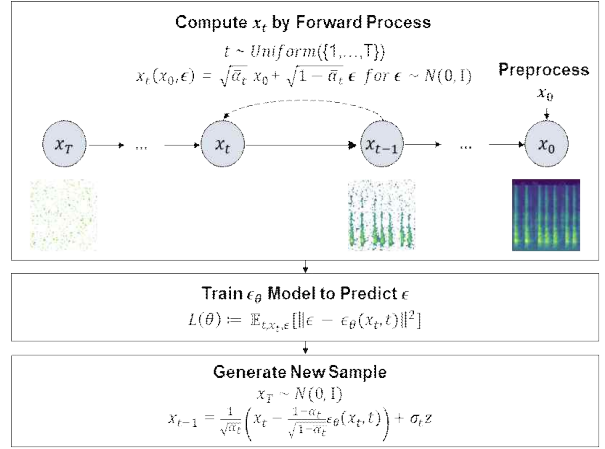 Compute x_t by Forward Process
t ~ Uniform({1,…,T})
x_t(x_0, ϵ) = √ᾱ_t x_0 + √1 − ᾱ_t ϵ for ϵ ~ N(0, I)
Preprocess
x_0
x_T ... x_t x_{t−1} ... x_0
Train ϵ_θ Model to Predict ϵ
L(θ) ≔ 𝔼_{t,x_t,ϵ}[‖ϵ − ϵ_θ(x_t, t)‖²]
Generate New Sample
x_T ~ N(0, I)
x_{t−1} = 1/√α_t (x_t − (1−α_t)/√1−ᾱ_t ϵ_θ(x_t, t)) + σ_t z